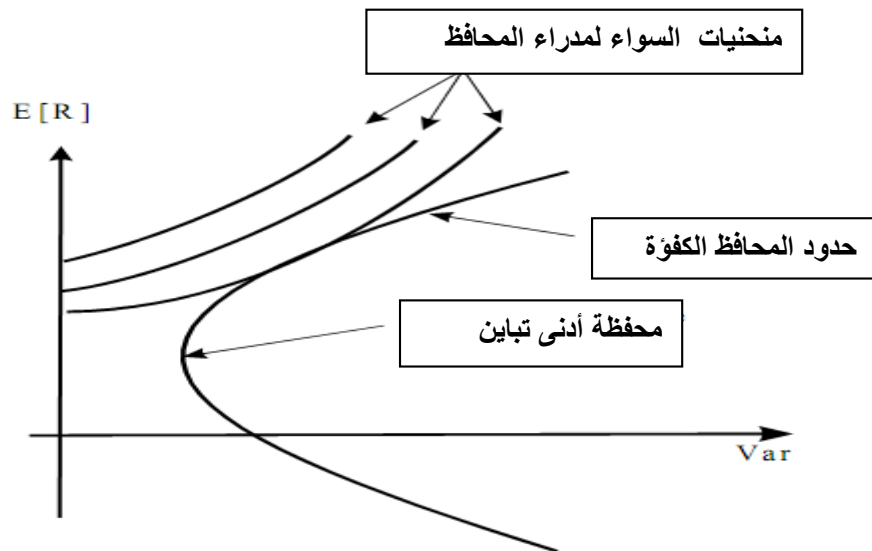 منحنيات السواء لمدراء المحافظ
E [R]
حدود المحافظ الكفؤة
محفظة أدنى تباين
Var